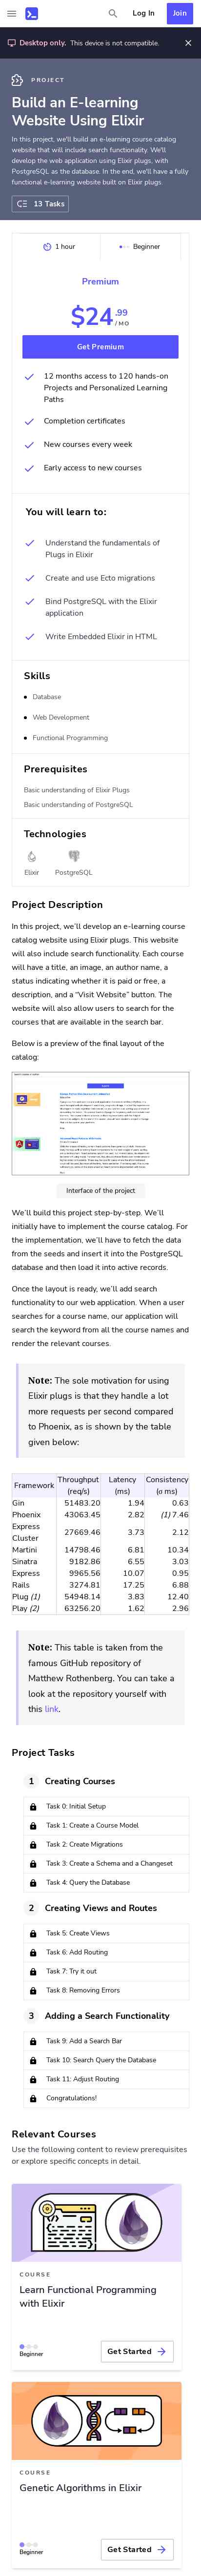 Log In
Join
Desktop only. This device is not compatible.
PROJECT
Build an E-learning
Website Using Elixir
In this project, we'll build an e-learning course catalog
website that will include search functionality. We'll
develop the web application using Elixir plugs, with
PostgreSQL as the database. In the end, we'll have a fully
functional e-learning website built on Elixir plugs.
13 Tasks
1 hour
Beginner
Premium
$24.99
/ MO
Get Premium
12 months access to 120 hands-on
Projects and Personalized Learning
Paths
Completion certificates
New courses every week
Early access to new courses
You will learn to:
Understand the fundamentals of
Plugs in Elixir
Create and use Ecto migrations
Bind PostgreSQL with the Elixir
application
Write Embedded Elixir in HTML
Skills
Database
Web Development
Functional Programming
Prerequisites
Basic understanding of Elixir Plugs
Basic understanding of PostgreSQL
Technologies
Elixir
PostgreSQL
Project Description
In this project, we'll develop an e-learning course
catalog website using Elixir plugs. This website
will also include search functionality. Each course
will have a title, an image, an author name, a
status indicating whether it is paid or free, a
description, and a "Visit Website" button. The
website will also allow users to search for the
courses that are available in the search bar.
Below is a preview of the final layout of the
catalog:
Interface of the project
We'll build this project step-by-step. We'll
initially have to implement the course catalog. For
the implementation, we'll have to fetch the data
from the seeds and insert it into the PostgreSQL
database and then load it into active records.
Once the layout is ready, we'll add search
functionality to our web application. When a user
searches for a course name, our application will
search the keyword from all the course names and
render the relevant courses.
Note: The sole motivation for using
Elixir plugs is that they handle a lot
more requests per second compared
to Phoenix, as is shown by the table
given below:
Framework Throughput (req/s) Latency (ms) Consistency (σ ms)
Gin 51483.20 1.94 0.63
Phoenix 43063.45 2.82 (1) 7.46
Express Cluster 27669.46 3.73 2.12
Martini 14798.46 6.81 10.34
Sinatra 9182.86 6.55 3.03
Express 9965.56 10.07 0.95
Rails 3274.81 17.25 6.88
Plug (1) 54948.14 3.83 12.40
Play (2) 63256.20 1.62 2.96
Note: This table is taken from the
famous GitHub repository of
Matthew Rothenberg. You can take a
look at the repository yourself with
this link.
Project Tasks
1 Creating Courses
Task 0: Initial Setup
Task 1: Create a Course Model
Task 2: Create Migrations
Task 3: Create a Schema and a Changeset
Task 4: Query the Database
2 Creating Views and Routes
Task 5: Create Views
Task 6: Add Routing
Task 7: Try it out
Task 8: Removing Errors
3 Adding a Search Functionality
Task 9: Add a Search Bar
Task 10: Search Query the Database
Task 11: Adjust Routing
Congratulations!
Relevant Courses
Use the following content to review prerequisites
or explore specific concepts in detail.
COURSE
Learn Functional Programming
with Elixir
Beginner
Get Started
COURSE
Genetic Algorithms in Elixir
Beginner
Get Started